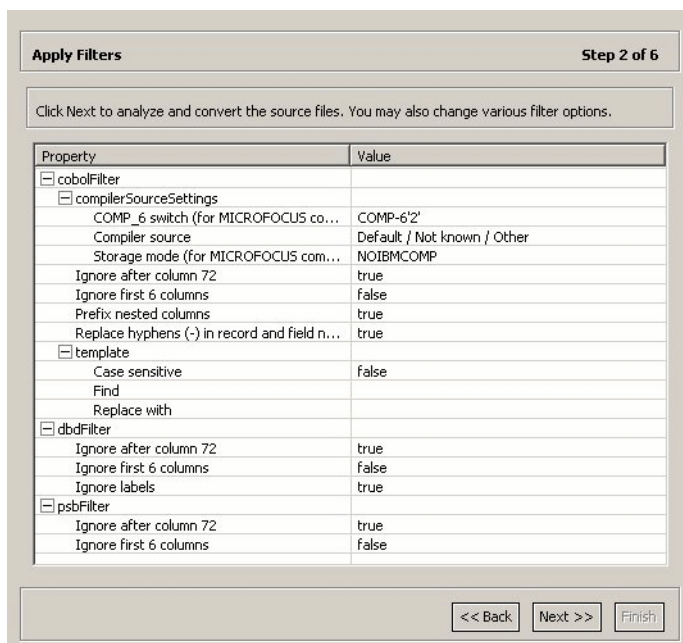 Apply Filters Step 2 of 6
Click Next to analyze and convert the source files. You may also change various filter options.
Property Value
cobolFilter
compilerSourceSettings
COMP_6 switch (for MICROFOCUS co... COMP-6'2'
Compiler source Default / Not known / Other
Storage mode (for MICROFOCUS com... NOIBMCOMP
Ignore after column 72 true
Ignore first 6 columns false
Prefix nested columns true
Replace hyphens (-) in record and field n... true
template
Case sensitive false
Find
Replace with
dbdFilter
Ignore after column 72 true
Ignore first 6 columns false
Ignore labels true
psbFilter
Ignore after column 72 true
Ignore first 6 columns false
<< Back Next >> Finish